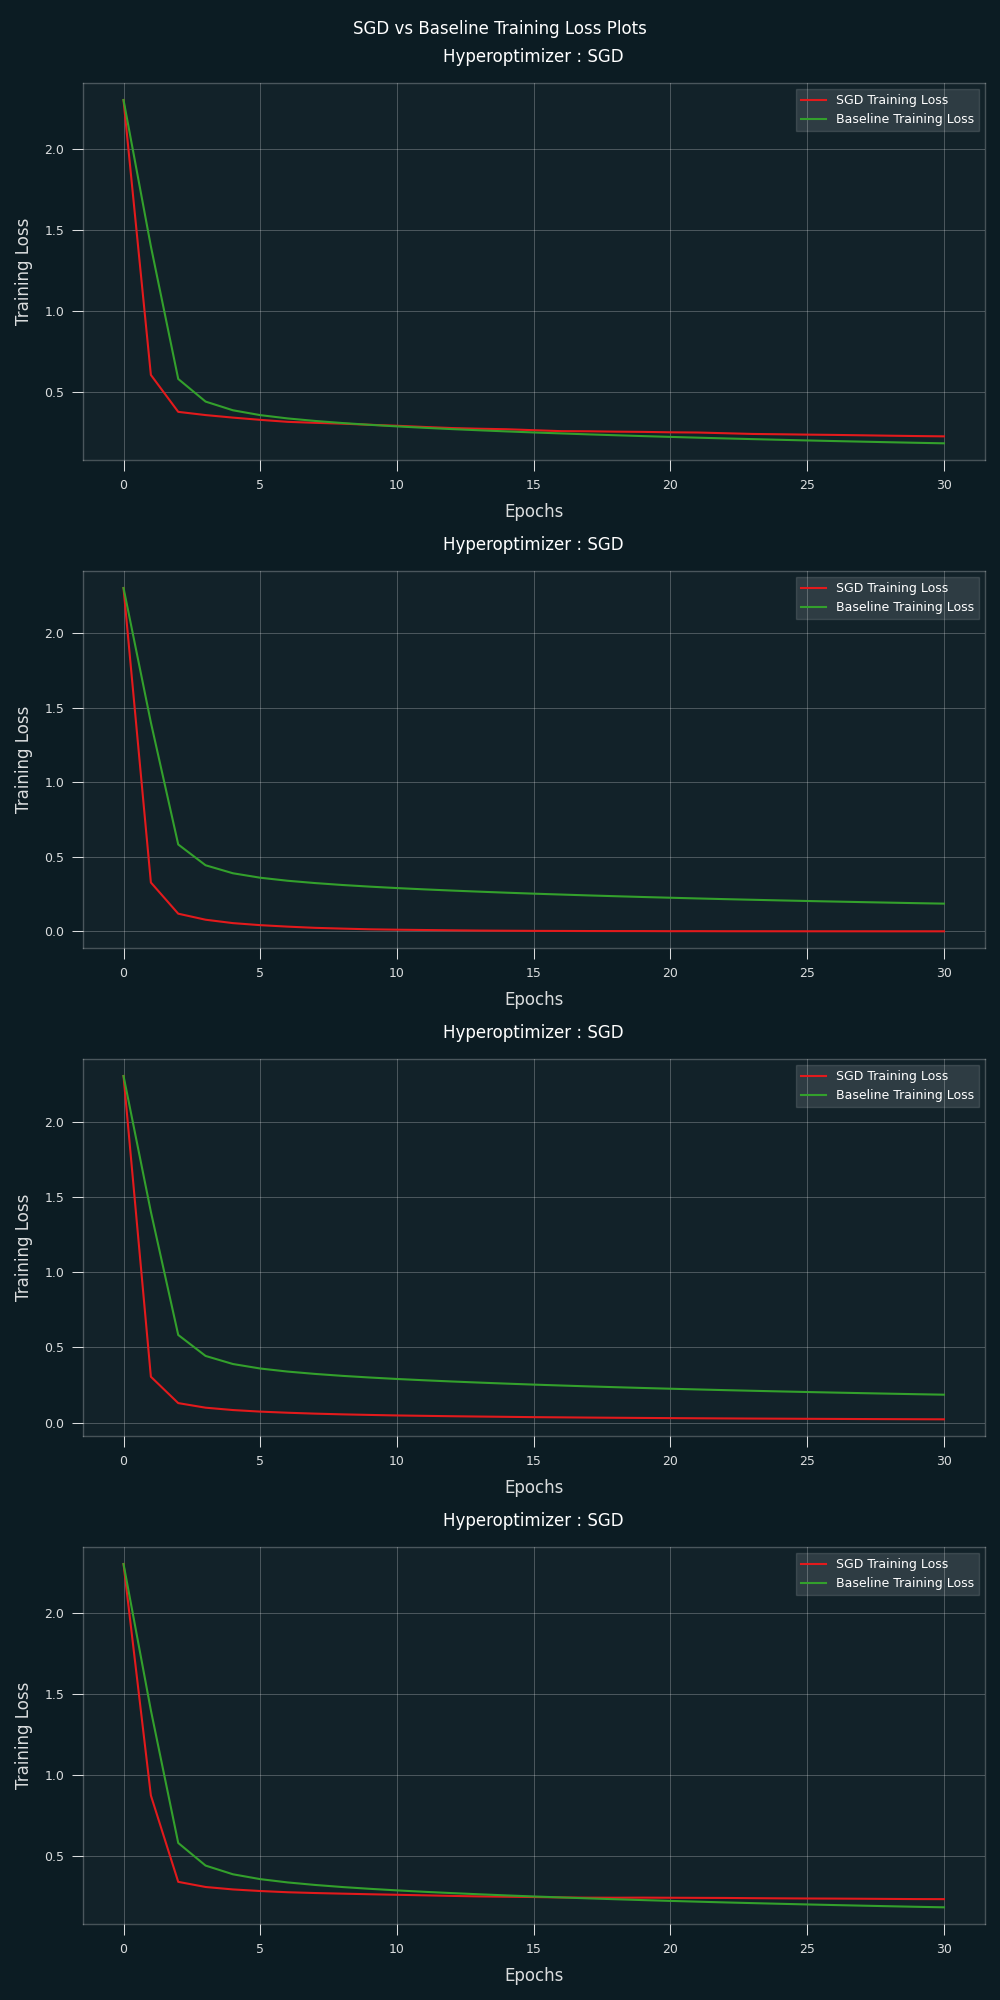 SGD vs Baseline Training Loss Plots
Hyperoptimizer : SGD
SGD Training Loss
Baseline Training Loss
Training Loss
2.0
1.5
1.0
0.5
0 5 10 15 20 25 30
Epochs
Hyperoptimizer : SGD
SGD Training Loss
Baseline Training Loss
Training Loss
2.0
1.5
1.0
0.5
0.0
0 5 10 15 20 25 30
Epochs
Hyperoptimizer : SGD
SGD Training Loss
Baseline Training Loss
Training Loss
2.0
1.5
1.0
0.5
0.0
0 5 10 15 20 25 30
Epochs
Hyperoptimizer : SGD
SGD Training Loss
Baseline Training Loss
Training Loss
2.0
1.5
1.0
0.5
0 5 10 15 20 25 30
Epochs